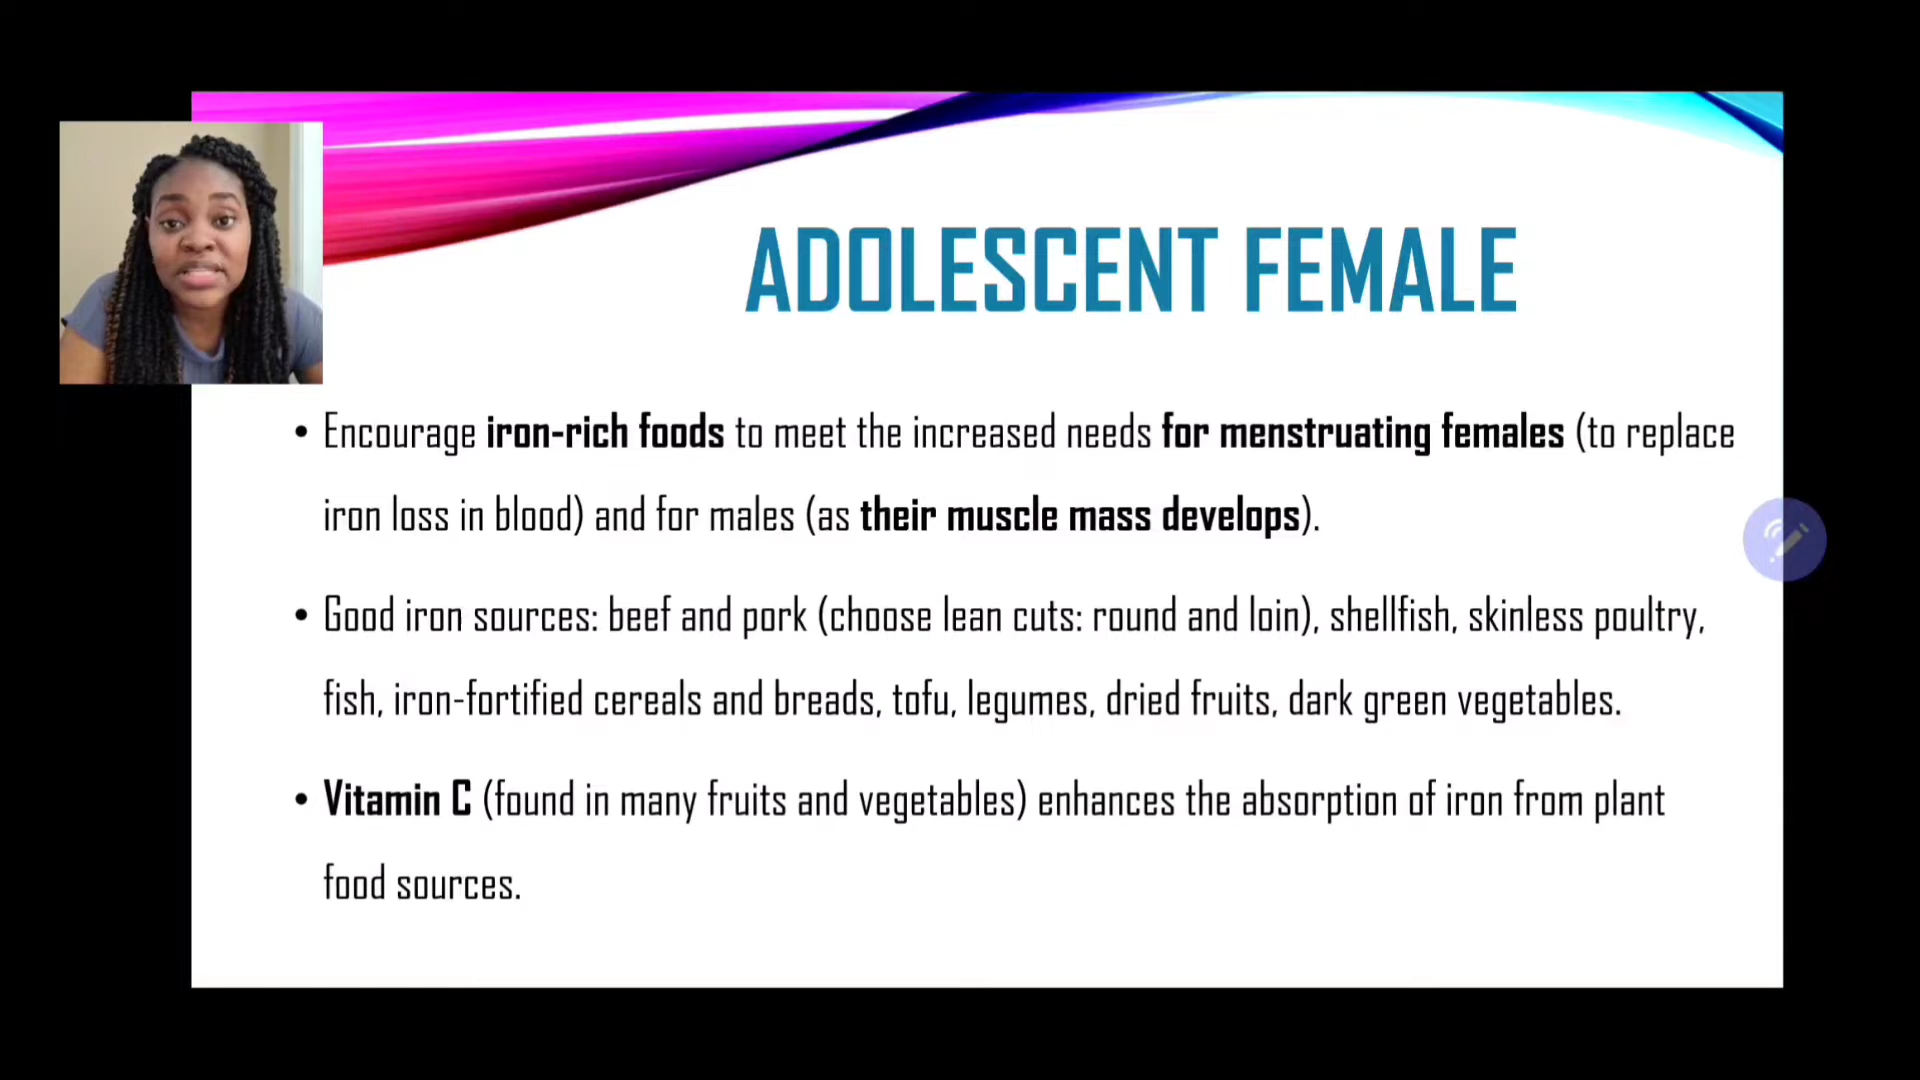 ADOLESCENT FEMALE
• Encourage iron-rich foods to meet the increased needs for menstruating females (to replace
iron loss in blood) and for males (as their muscle mass develops).
• Good iron sources: beef and pork (choose lean cuts: round and loin), shellfish, skinless poultry,
fish, iron-fortified cereals and breads, tofu, legumes, dried fruits, dark green vegetables.
• Vitamin C (found in many fruits and vegetables) enhances the absorption of iron from plant
food sources.